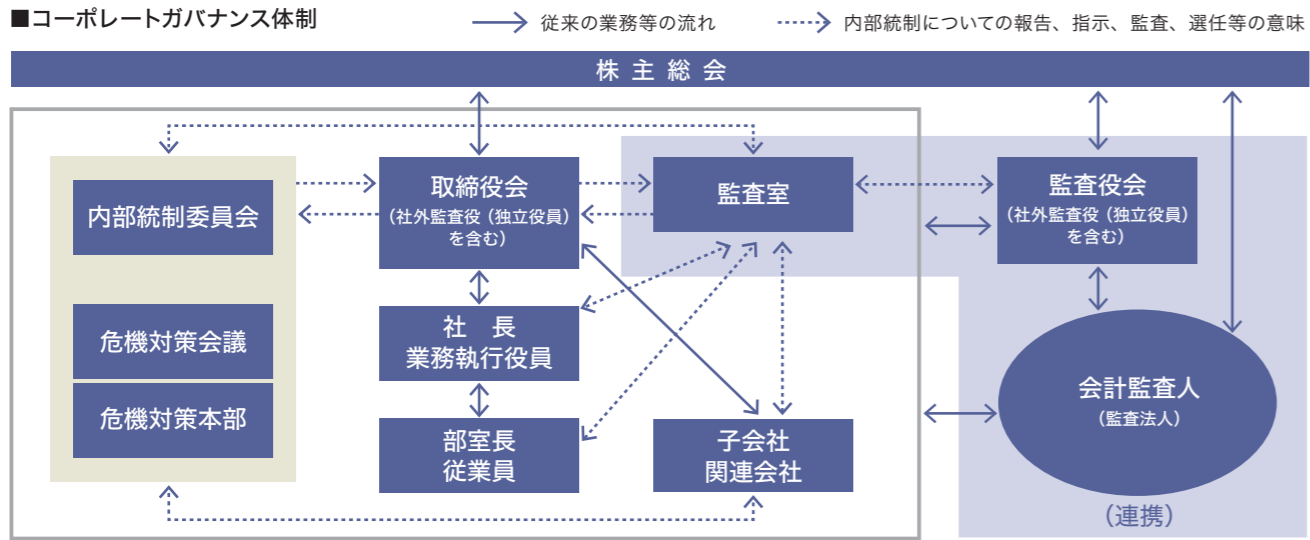 ■コーポレートガバナンス体制
従来の業務等の流れ
内部統制についての報告、指示、監査、選任等の意味
株主総会
内部統制委員会
危機対策会議
危機対策本部
取締役会
（社外監査役（独立役員）
を含む）
社　長
業務執行役員
部室長
従業員
監査室
子会社
関連会社
監査役会
（社外監査役（独立役員）
を含む）
会計監査人
（監査法人）
（連携）